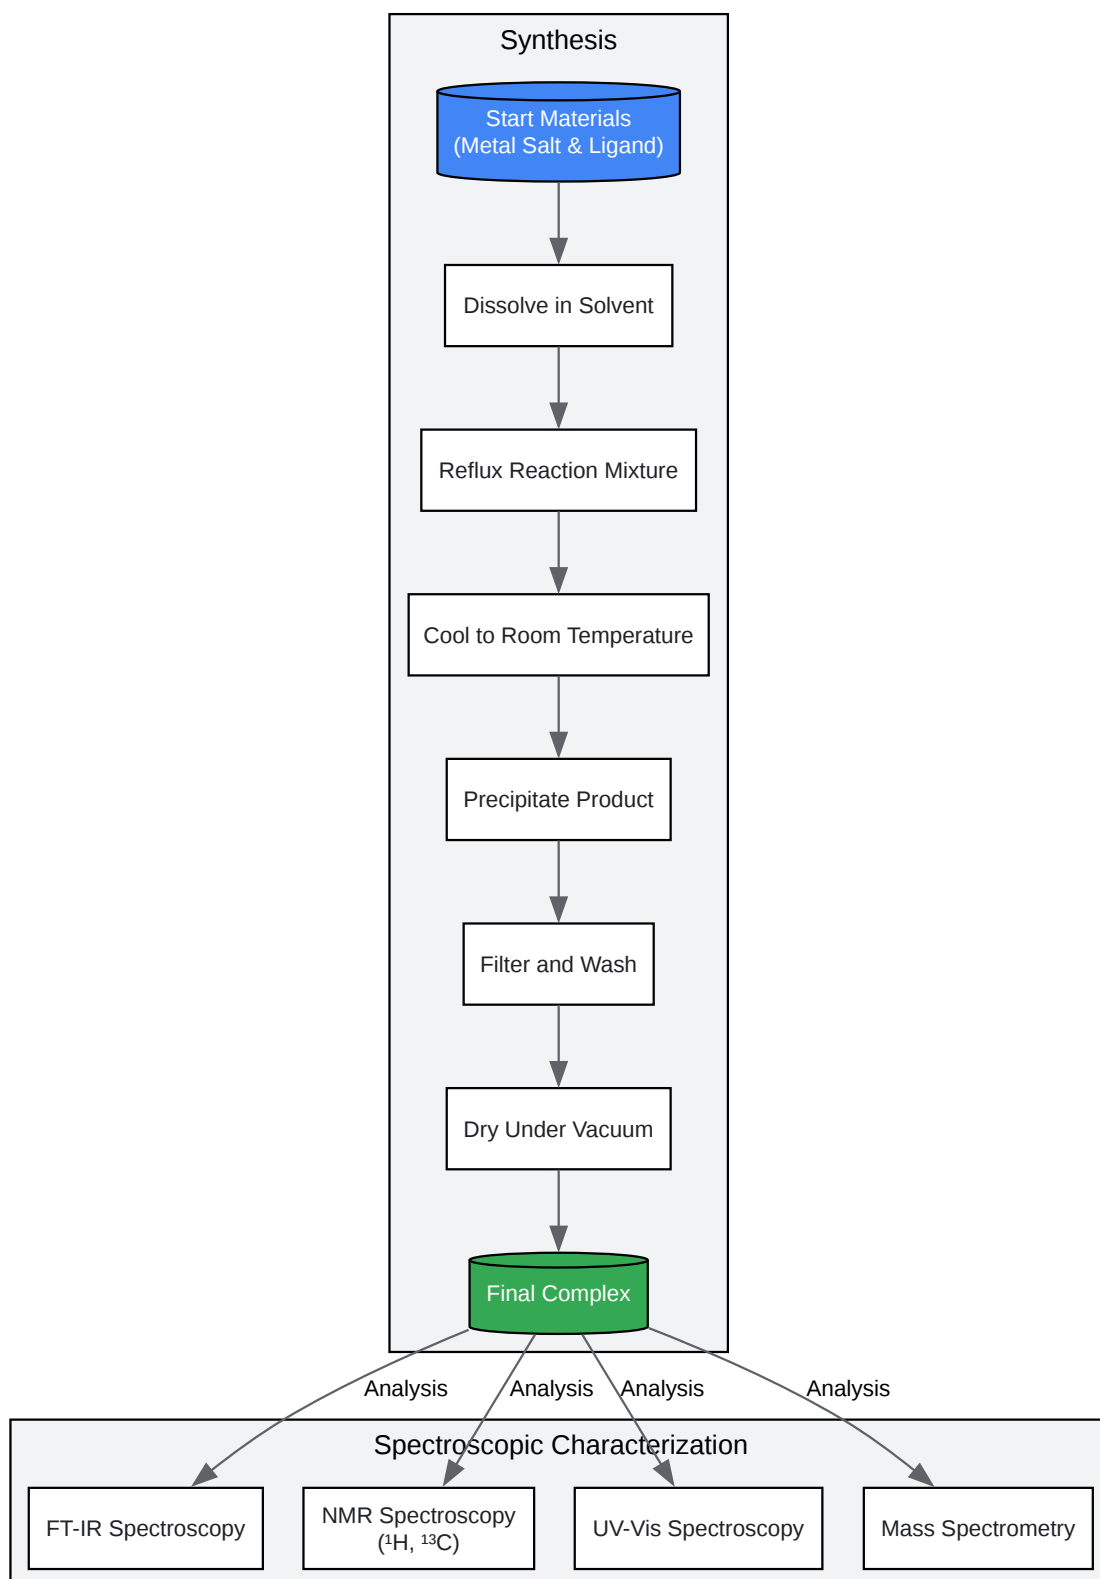 Synthesis
Start Materials
(Metal Salt & Ligand)
Dissolve in Solvent
Reflux Reaction Mixture
Cool to Room Temperature
Precipitate Product
Filter and Wash
Dry Under Vacuum
Final Complex
Analysis
Analysis
Analysis
Analysis
Spectroscopic Characterization
FT-IR Spectroscopy
NMR Spectroscopy
(¹H, ¹³C)
UV-Vis Spectroscopy
Mass Spectrometry